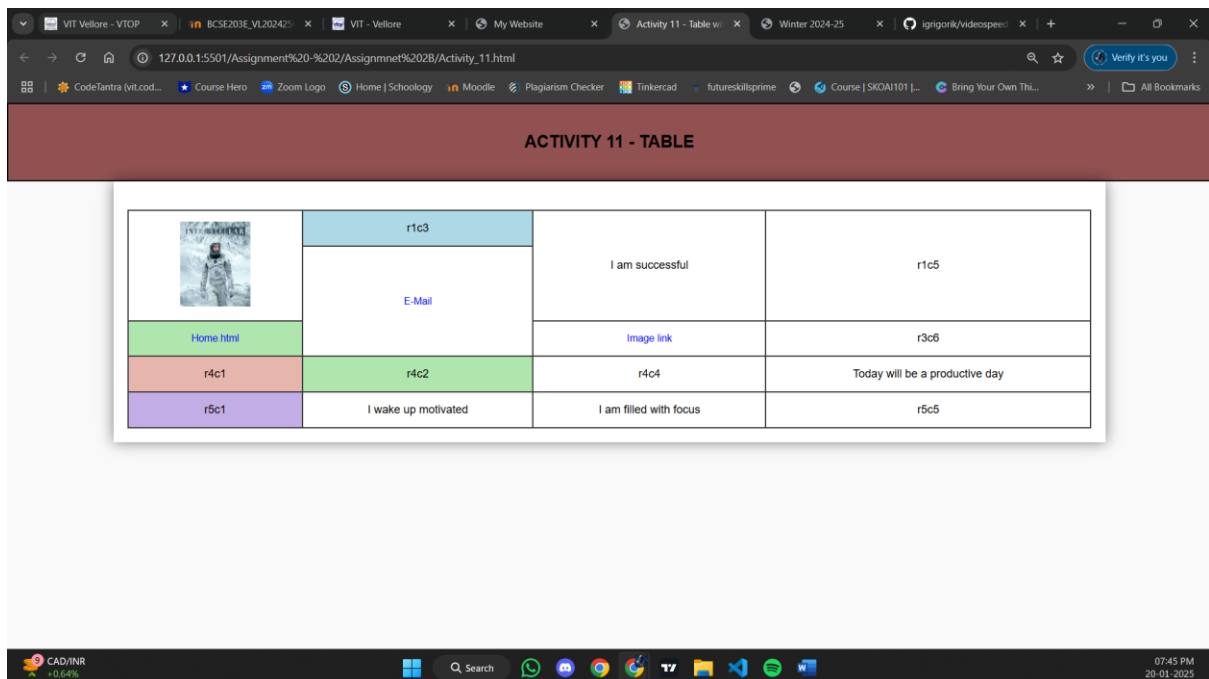 VIT Vellore - VTOP
BCSE203E_VL202425
VIT - Vellore
My Website
Activity 11 - Table wi
Winter 2024-25
igrigorik/videospeed
127.0.0.1:5501/Assignment%20-%202/Assignmnet%202B/Activity_11.html
Verify it's you
CodeTantra (vit.cod...
Course Hero
Zoom Logo
Home | Schoology
Moodle
Plagiarism Checker
Tinkercad
futureskillsprime
Course | SKOAI101 |...
Bring Your Own Thi...
All Bookmarks
ACTIVITY 11 - TABLE
INTERSTELLAR
r1c3
I am successful
r1c5
E-Mail
Home.html
Image link
r3c6
r4c1
r4c2
r4c4
Today will be a productive day
r5c1
I wake up motivated
I am filled with focus
r5c5
9
CAD/INR
+0.64%
Search
07:45 PM
20-01-2025